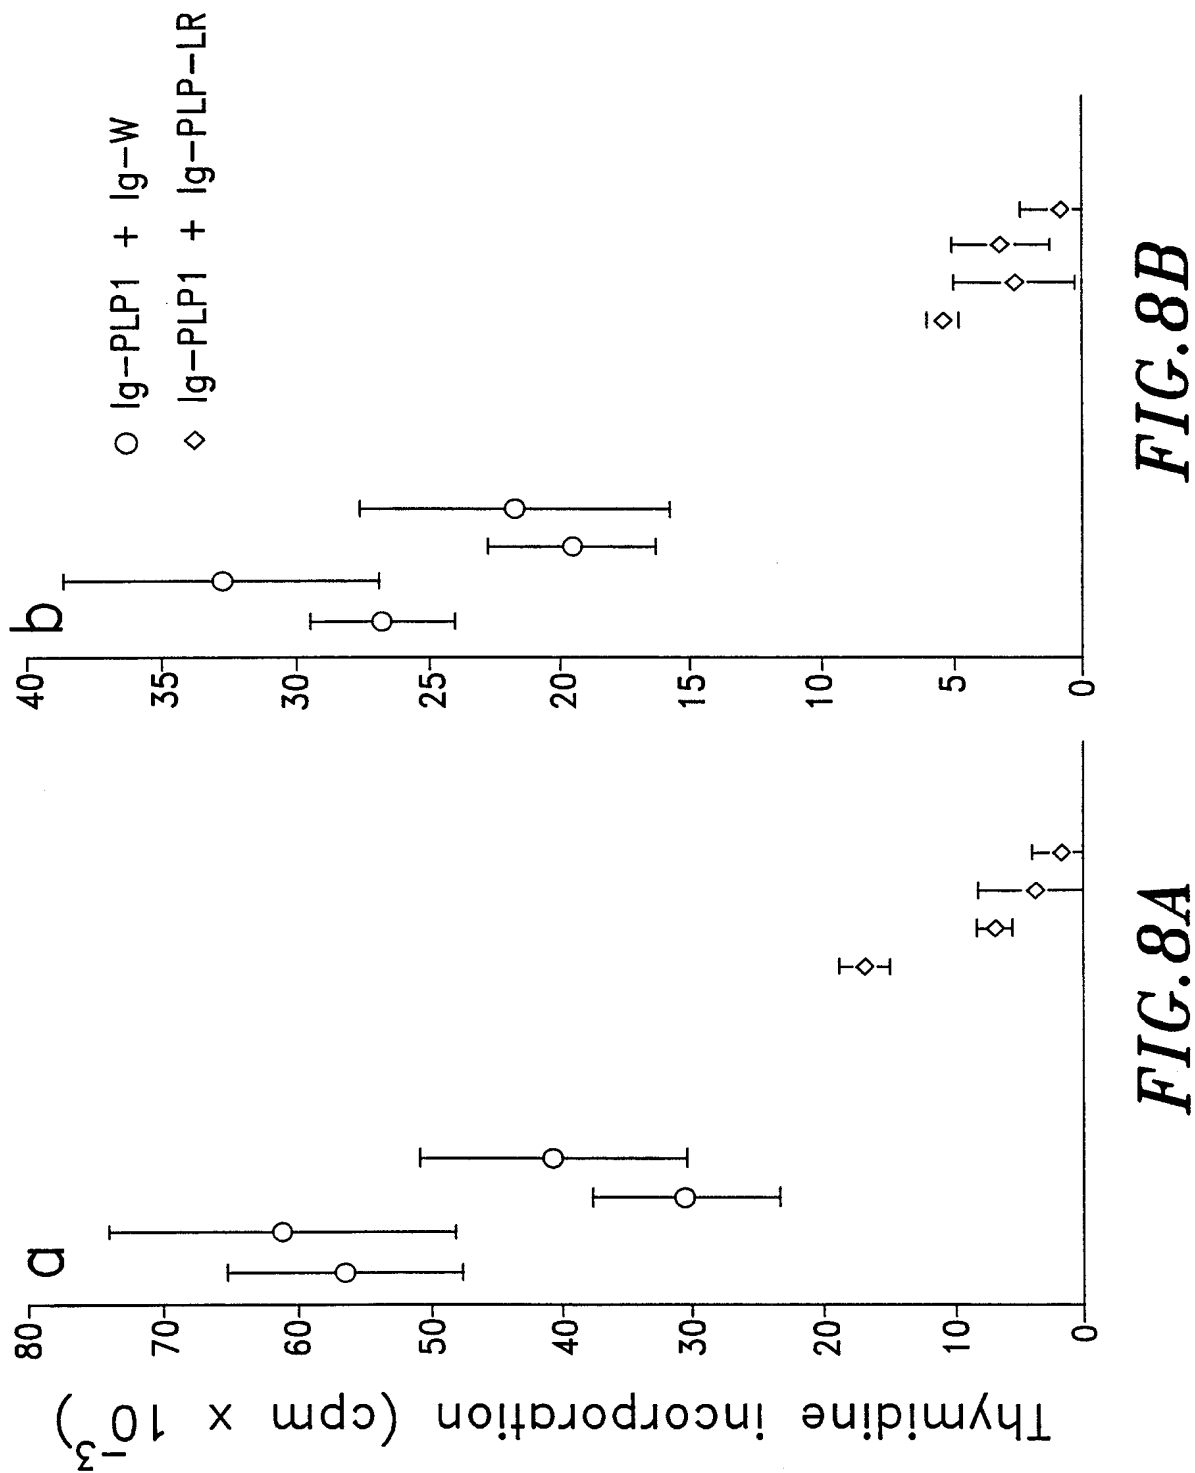 a
80
70
60
50
40
30
20
10
0
Thymidine incorporation (cpm x 10⁻³)
FIG.8A
b
40
35
30
25
20
15
10
5
0
Ig-PLP1 + Ig-W
Ig-PLP1 + Ig-PLP-LR
FIG.8B